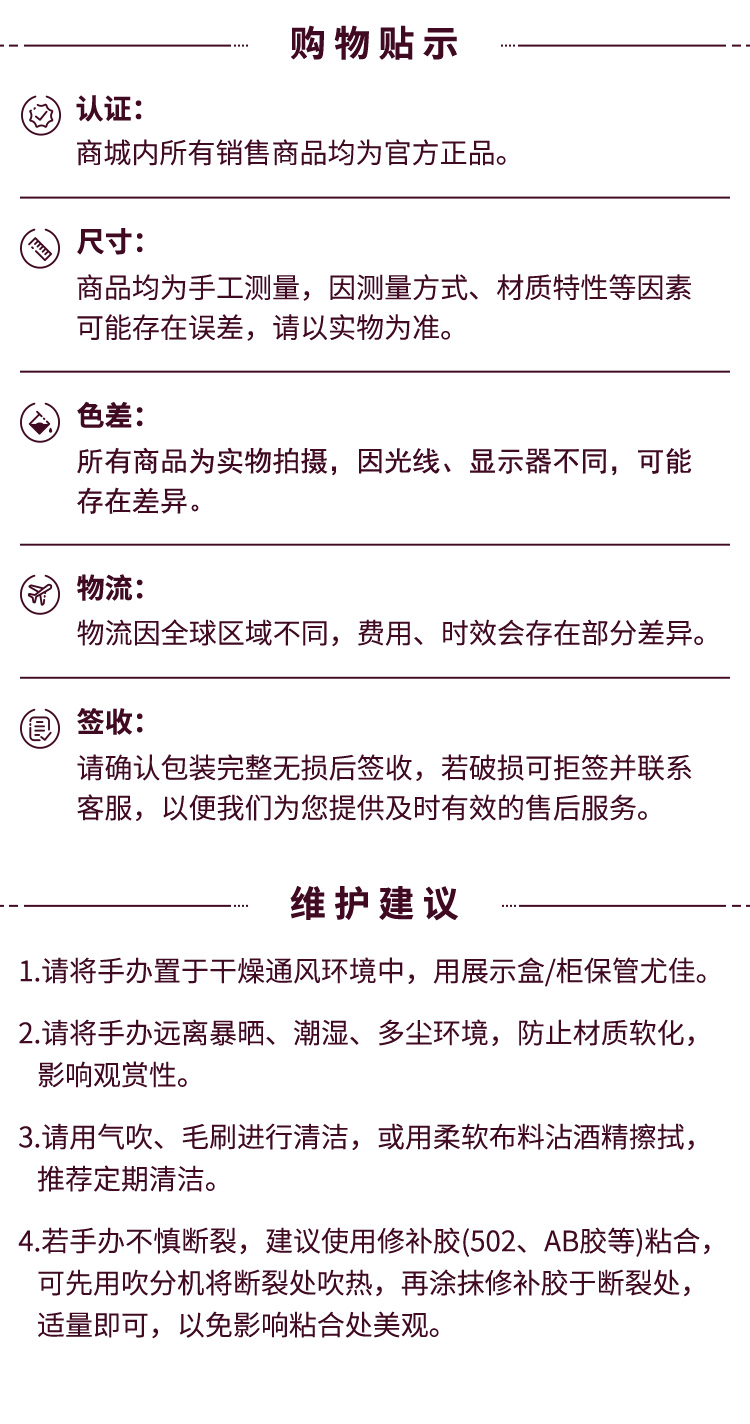 购物贴示
认证：
商城内所有销售商品均为官方正品。
尺寸：
商品均为手工测量，因测量方式、材质特性等因素
可能存在误差，请以实物为准。
色差：
所有商品为实物拍摄，因光线、显示器不同，可能
存在差异。
物流：
物流因全球区域不同，费用、时效会存在部分差异。
签收：
请确认包装完整无损后签收，若破损可拒签并联系
客服，以便我们为您提供及时有效的售后服务。
维护建议
1.请将手办置于干燥通风环境中，用展示盒/柜保管尤佳。
2.请将手办远离暴晒、潮湿、多尘环境，防止材质软化，
影响观赏性。
3.请用气吹、毛刷进行清洁，或用柔软布料沾酒精擦拭，
推荐定期清洁。
4.若手办不慎断裂，建议使用修补胶(502、AB胶等)粘合，
可先用吹分机将断裂处吹热，再涂抹修补胶于断裂处，
适量即可，以免影响粘合处美观。